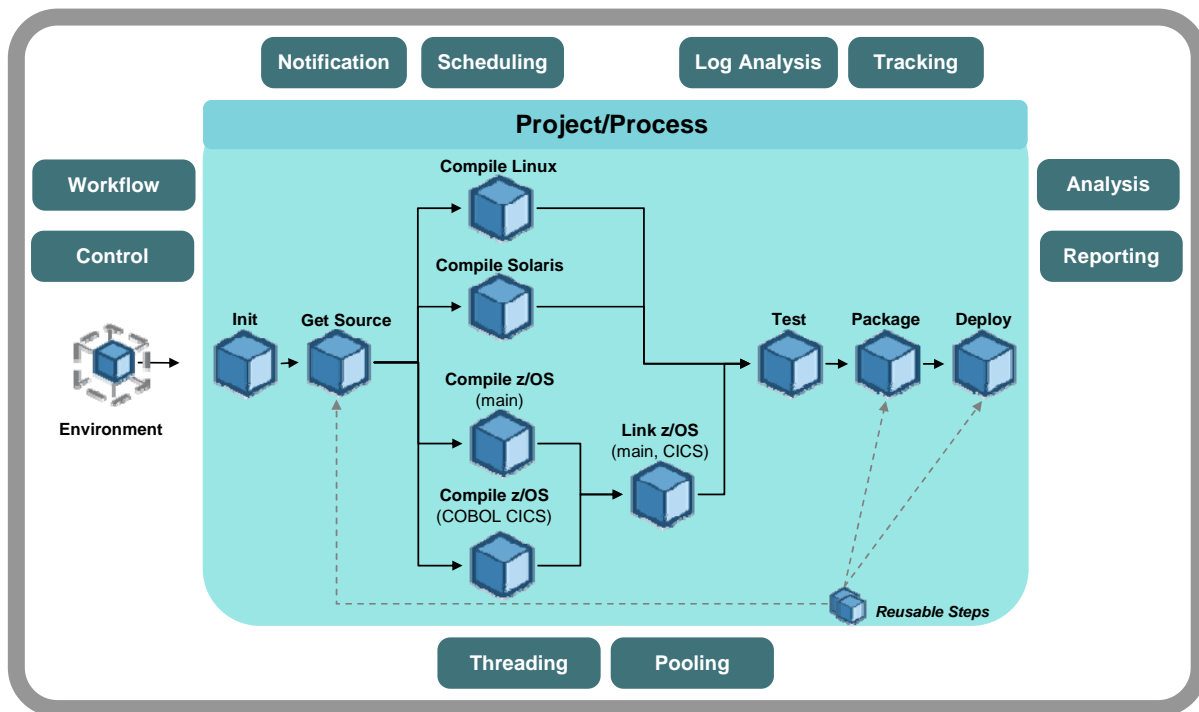 Notification
Scheduling
Log Analysis
Tracking
Project/Process
Workflow
Control
Analysis
Reporting
Compile Linux
Compile Solaris
Init
Get Source
Test
Package
Deploy
Compile z/OS
(main)
Link z/OS
(main, CICS)
Environment
Compile z/OS
(COBOL CICS)
Reusable Steps
Threading
Pooling